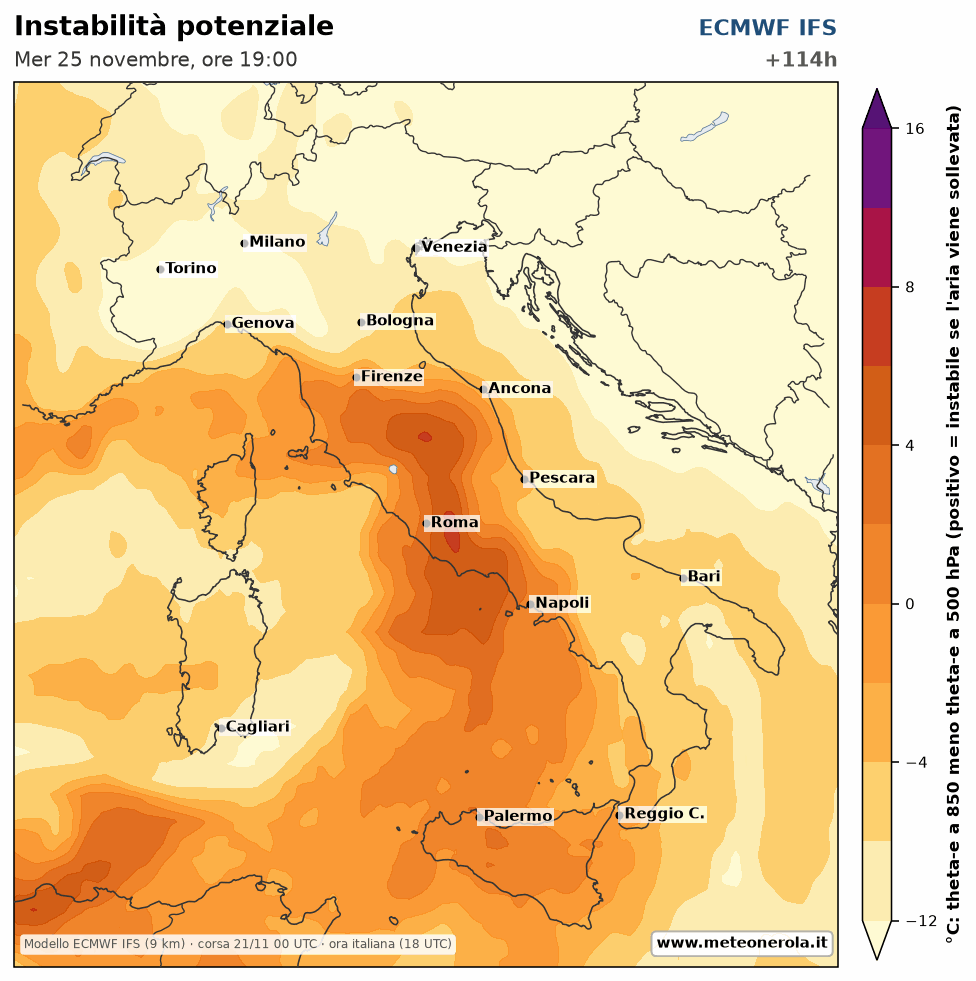 Instabilità potenziale
ECMWF IFS
Mer 25 novembre, ore 19:00
+114h
Milano
Venezia
Torino
Genova
Bologna
Firenze
Ancona
Pescara
Roma
Bari
Napoli
Cagliari
Palermo
Reggio C.
16
8
4
0
−4
−12
°C: theta-e a 850 meno theta-e a 500 hPa (positivo = instabile se l'aria viene sollevata)
Modello ECMWF IFS (9 km) · corsa 21/11 00 UTC · ora italiana (18 UTC)
www.meteonerola.it